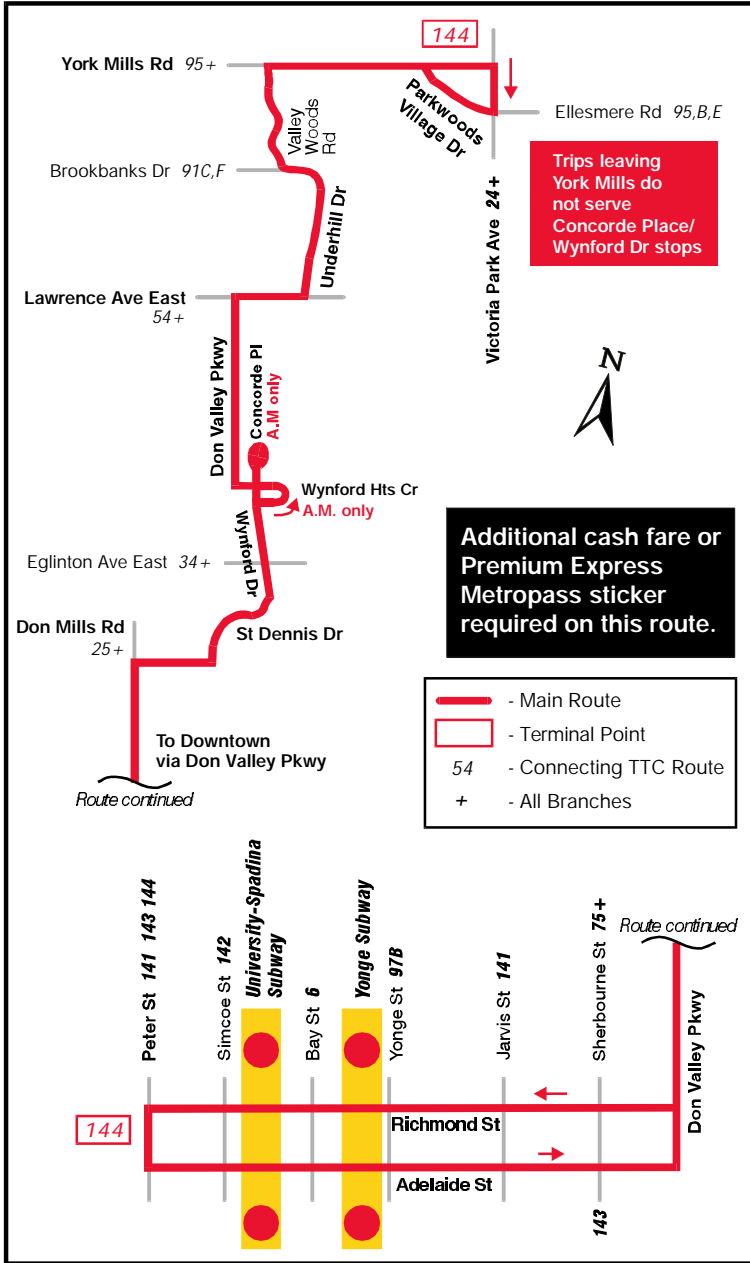 144
York Mills Rd 95+
Parkwoods
Village Dr
Ellesmere Rd 95,B,E
Valley
Woods
Rd
Trips leaving
York Mills do
not serve
Concorde Place/
Wynford Dr stops
Brookbanks Dr 91C,F
Victoria Park Ave 24+
Underhill Dr
Lawrence Ave East
54+
Don Valley Pkwy
Concorde Pl
A.M only
N
Wynford Hts Cr
A.M. only
Wynford Dr
Eglinton Ave East 34+
Additional cash fare or
Premium Express
Metropass sticker
required on this route.
Don Mills Rd
25+
St Dennis Dr
- Main Route
- Terminal Point
54 - Connecting TTC Route
+ - All Branches
To Downtown
via Don Valley Pkwy
Route continued
Peter St 141 143 144
Simcoe St 142
University-Spadina
Subway
Bay St 6
Yonge Subway
Yonge St 97B
Jarvis St 141
Sherbourne St 75+
Route continued
Don Valley Pkwy
144
Richmond St
Adelaide St
143